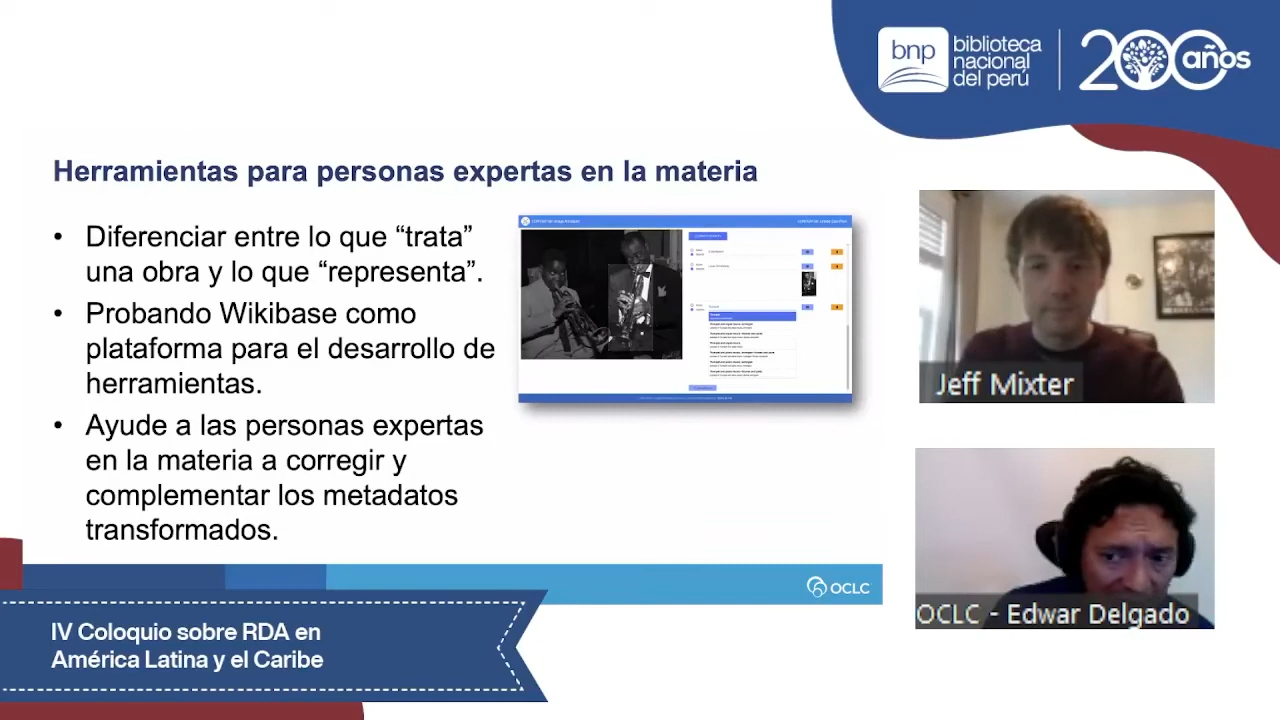 bnp
biblioteca
nacional
del perú
200 años
Herramientas para personas expertas en la materia
• Diferenciar entre lo que “trata”
una obra y lo que “representa”.
• Probando Wikibase como
plataforma para el desarrollo de
herramientas.
• Ayude a las personas expertas
en la materia a corregir y
complementar los metadatos
transformados.
Jeff Mixter
OCLC - Edwar Delgado
OCLC
IV Coloquio sobre RDA en
América Latina y el Caribe